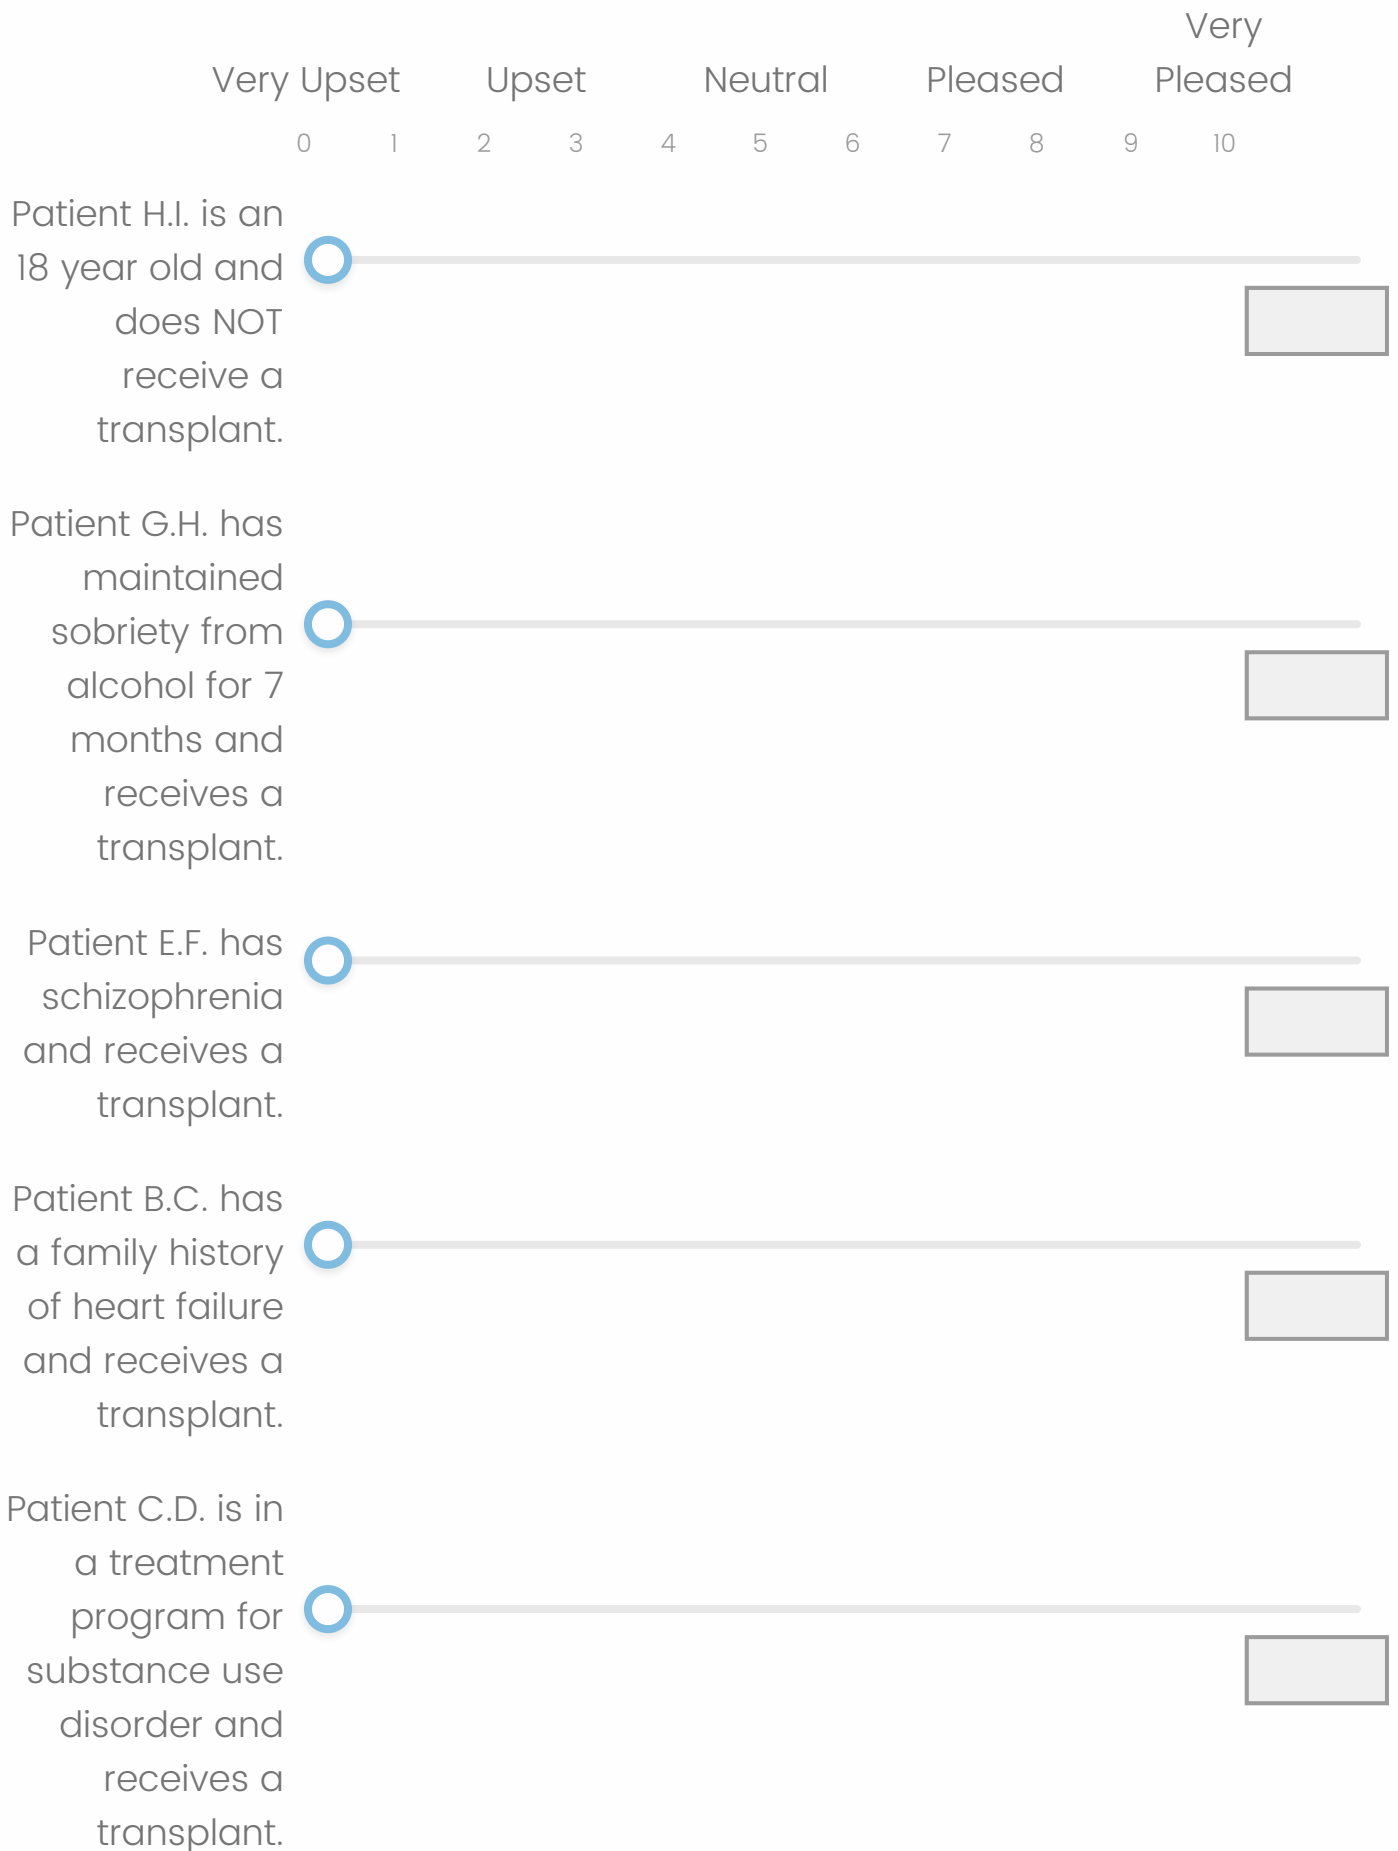 Very
Very Upset Upset Neutral Pleased Pleased
0 1 2 3 4 5 6 7 8 9 10
Patient H.I. is an
18 year old and
does NOT
receive a
transplant.
Patient G.H. has
maintained
sobriety from
alcohol for 7
months and
receives a
transplant.
Patient E.F. has
schizophrenia
and receives a
transplant.
Patient B.C. has
a family history
of heart failure
and receives a
transplant.
Patient C.D. is in
a treatment
program for
substance use
disorder and
receives a
transplant.